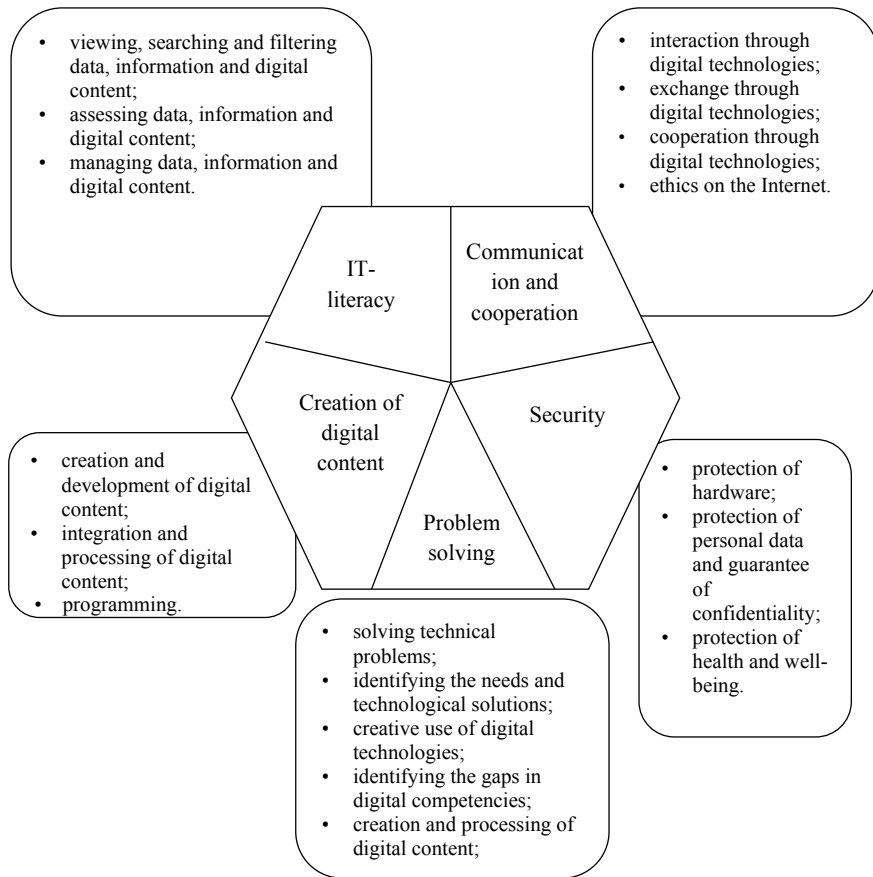 • viewing, searching and filtering
data, information and digital
content;
• assessing data, information and
digital content;
• managing data, information and
digital content.
• interaction through
digital technologies;
• exchange through
digital technologies;
• cooperation through
digital technologies;
• ethics on the Internet.
IT-
literacy
Communicat
ion and
cooperation
Creation of
digital
content
Security
Problem
solving
• creation and
development of digital
content;
• integration and
processing of digital
content;
• programming.
• protection of
hardware;
• protection of
personal data
and guarantee
of
confidentiality;
• protection of
health and well-
being.
• solving technical
problems;
• identifying the needs and
technological solutions;
• creative use of digital
technologies;
• identifying the gaps in
digital competencies;
• creation and processing of
digital content;